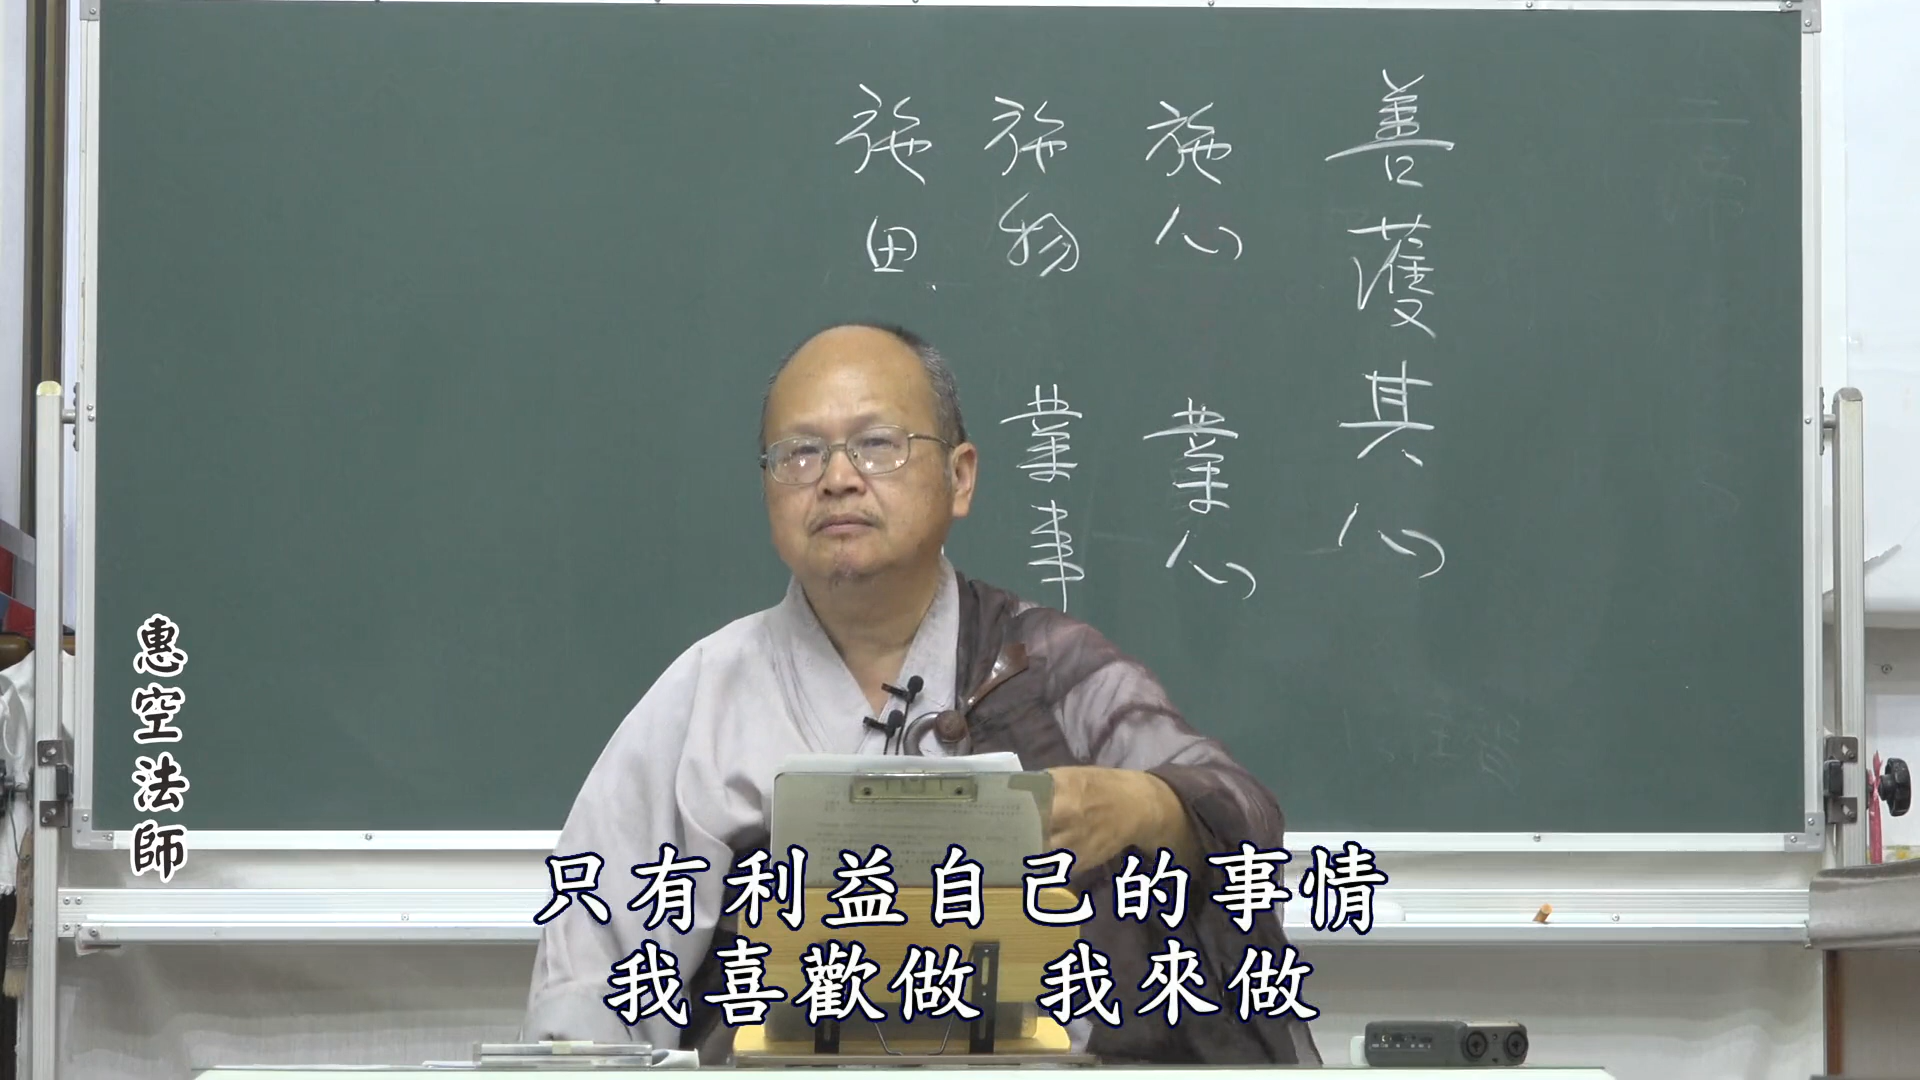 善護其心
施心
業心
施物
業事
施田
惠空法師
只有利益自己的事情
我喜歡做 我來做